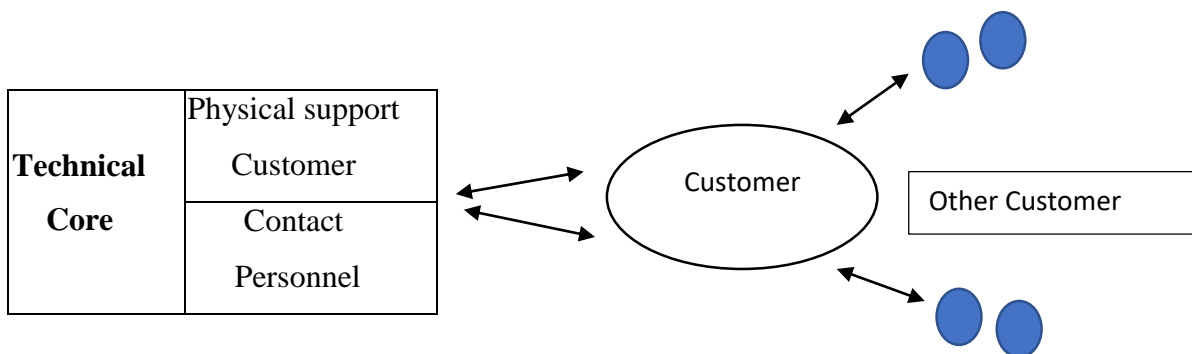 Technical
Core
Physical support
Customer
Contact
Personnel
Customer
Other Customer